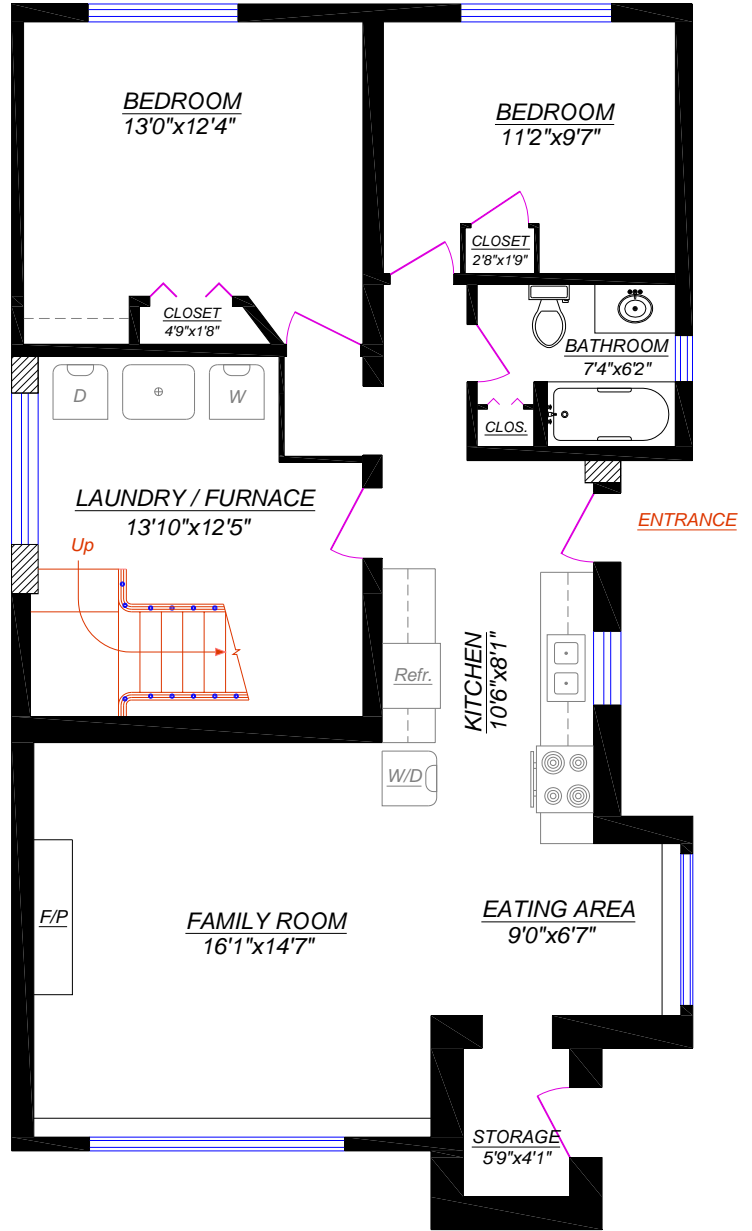 BEDROOM
13'0"x12'4"
BEDROOM
11'2"x9'7"
CLOSET
2'8"x1'9"
CLOSET
4'9"x1'8"
BATHROOM
7'4"x6'2"
D
W
CLOS.
LAUNDRY / FURNACE
13'10"x12'5"
ENTRANCE
Up
KITCHEN
10'6"x8'1"
Refr.
W/D
F/P
FAMILY ROOM
16'1"x14'7"
EATING AREA
9'0"x6'7"
STORAGE
5'9"x4'1"